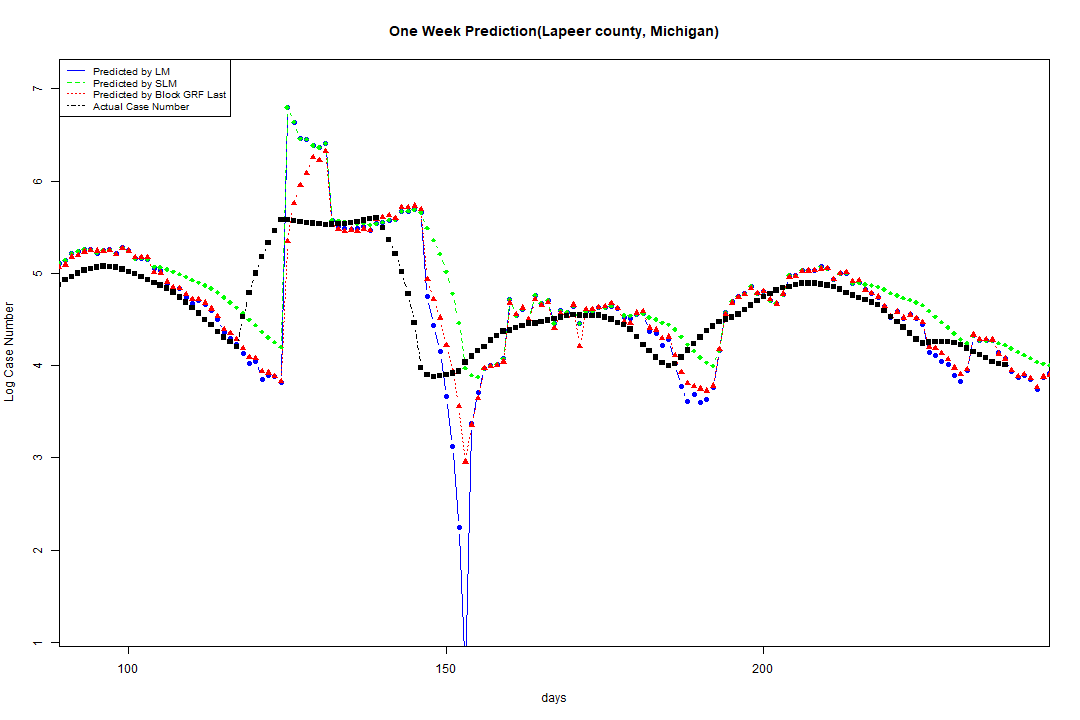 One Week Prediction(Lapeer county, Michigan)
Predicted by LM
Predicted by SLM
Predicted by Block GRF Last
Actual Case Number
7
6
5
4
3
2
1
Log Case Number
100
150
200
days